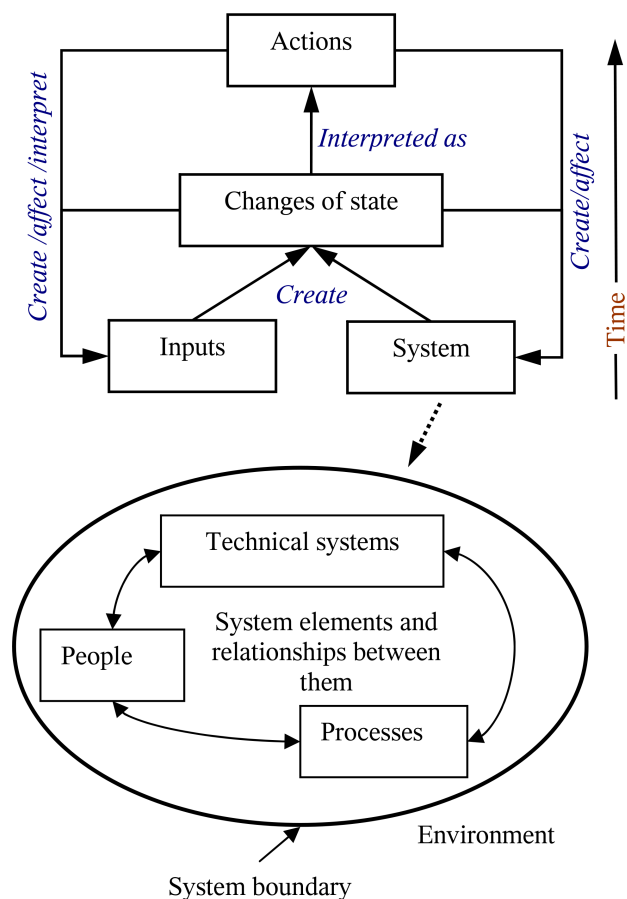 Actions
Create /affect /interpret
Interpreted as
Create/affect
Changes of state
Create
Time
Inputs
System
Technical systems
System elements and
relationships between
them
People
Processes
Environment
System boundary